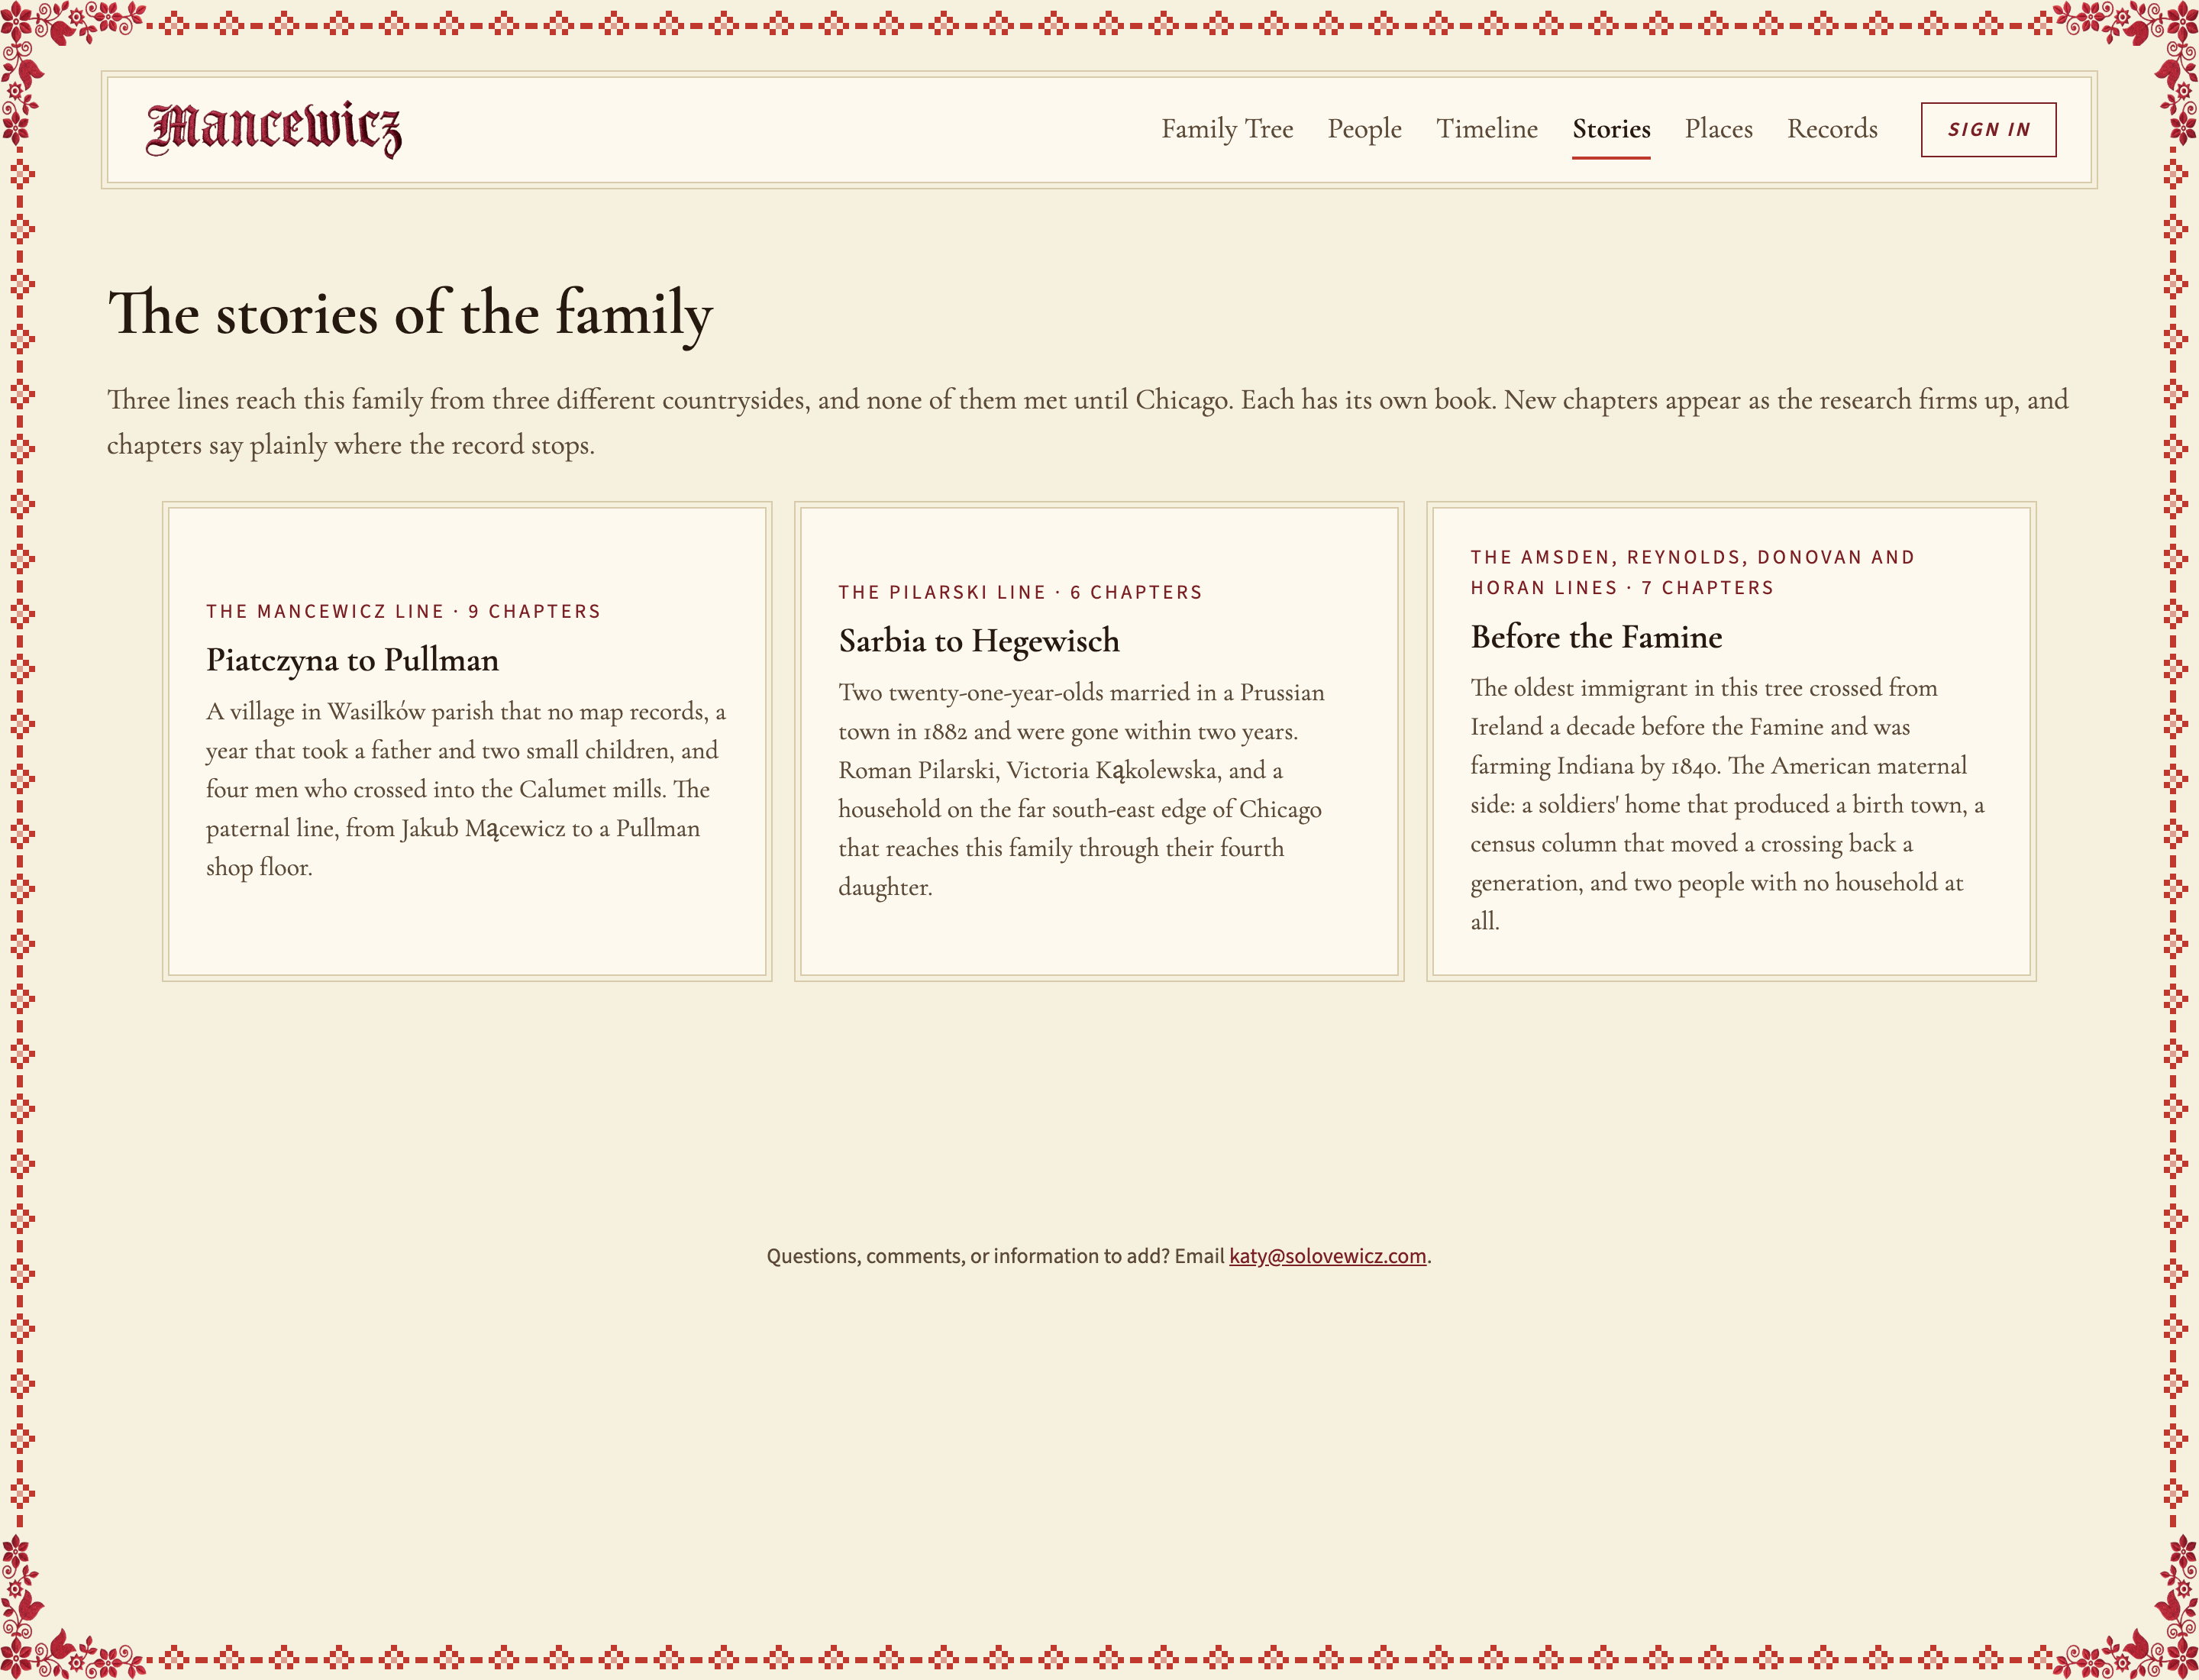 Mancewicz
Family Tree People Timeline Stories Places Records SIGN IN
The stories of the family
Three lines reach this family from three different countrysides, and none of them met until Chicago. Each has its own book. New chapters appear as the research firms up, and
chapters say plainly where the record stops.
THE MANCEWICZ LINE · 9 CHAPTERS
Piatczyna to Pullman
A village in Wasilków parish that no map records, a
year that took a father and two small children, and
four men who crossed into the Calumet mills. The
paternal line, from Jakub Mącewicz to a Pullman
shop floor.
THE PILARSKI LINE · 6 CHAPTERS
Sarbia to Hegewisch
Two twenty-one-year-olds married in a Prussian
town in 1882 and were gone within two years.
Roman Pilarski, Victoria Kąkolewska, and a
household on the far south-east edge of Chicago
that reaches this family through their fourth
daughter.
THE AMSDEN, REYNOLDS, DONOVAN AND
HORAN LINES · 7 CHAPTERS
Before the Famine
The oldest immigrant in this tree crossed from
Ireland a decade before the Famine and was
farming Indiana by 1840. The American maternal
side: a soldiers' home that produced a birth town, a
census column that moved a crossing back a
generation, and two people with no household at
all.
Questions, comments, or information to add? Email katy@solovewicz.com.